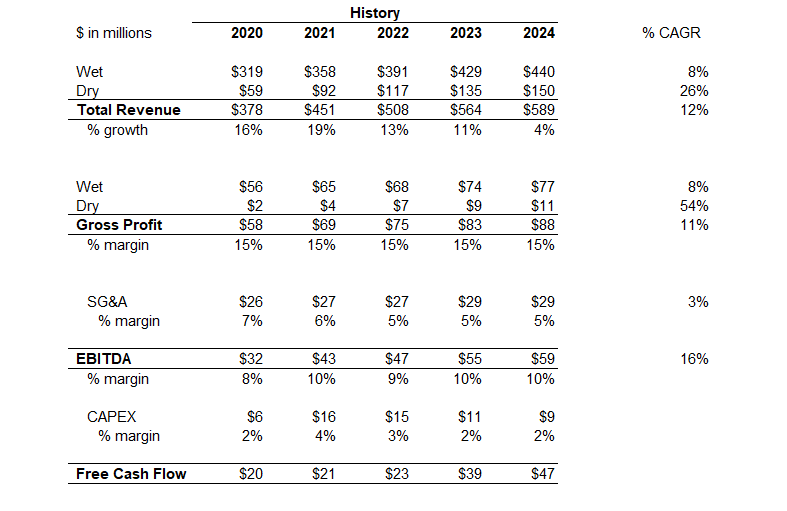 History
$ in millions 2020 2021 2022 2023 2024 % CAGR
Wet $319 $358 $391 $429 $440 8%
Dry $59 $92 $117 $135 $150 26%
Total Revenue $378 $451 $508 $564 $589 12%
% growth 16% 19% 13% 11% 4%
Wet $56 $65 $68 $74 $77 8%
Dry $2 $4 $7 $9 $11 54%
Gross Profit $58 $69 $75 $83 $88 11%
% margin 15% 15% 15% 15% 15%
SG&A $26 $27 $27 $29 $29 3%
% margin 7% 6% 5% 5% 5%
EBITDA $32 $43 $47 $55 $59 16%
% margin 8% 10% 9% 10% 10%
CAPEX $6 $16 $15 $11 $9
% margin 2% 4% 3% 2% 2%
Free Cash Flow $20 $21 $23 $39 $47